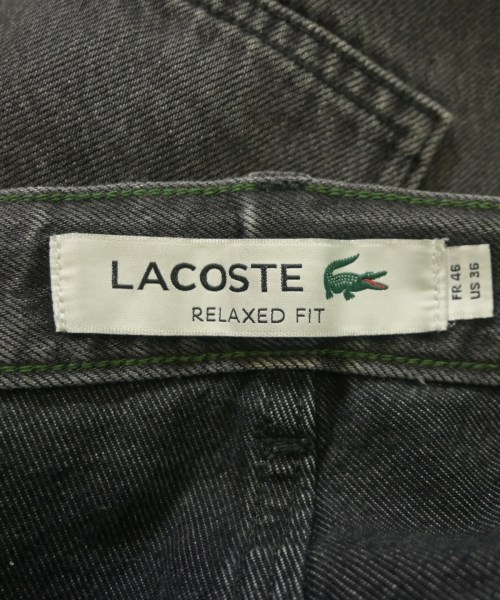 LACOSTE
RELAXED FIT
FR 46
US 36